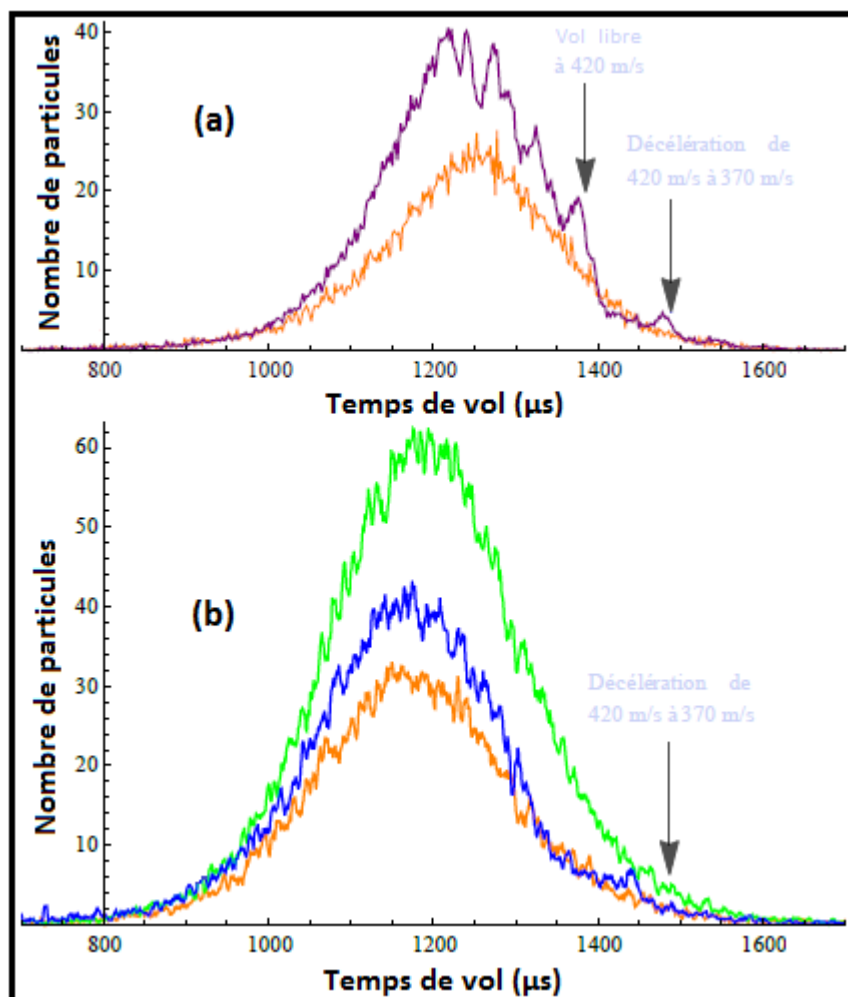 40
30
20
10
Nombre de particules
(a)
Vol libre
à 420 m/s
Décélération de
420 m/s à 370 m/s
800 1000 1200 1400 1600
Temps de vol (µs)
60
50
40
30
20
10
Nombre de particules
(b)
Décélération de
420 m/s à 370 m/s
800 1000 1200 1400 1600
Temps de vol (µs)